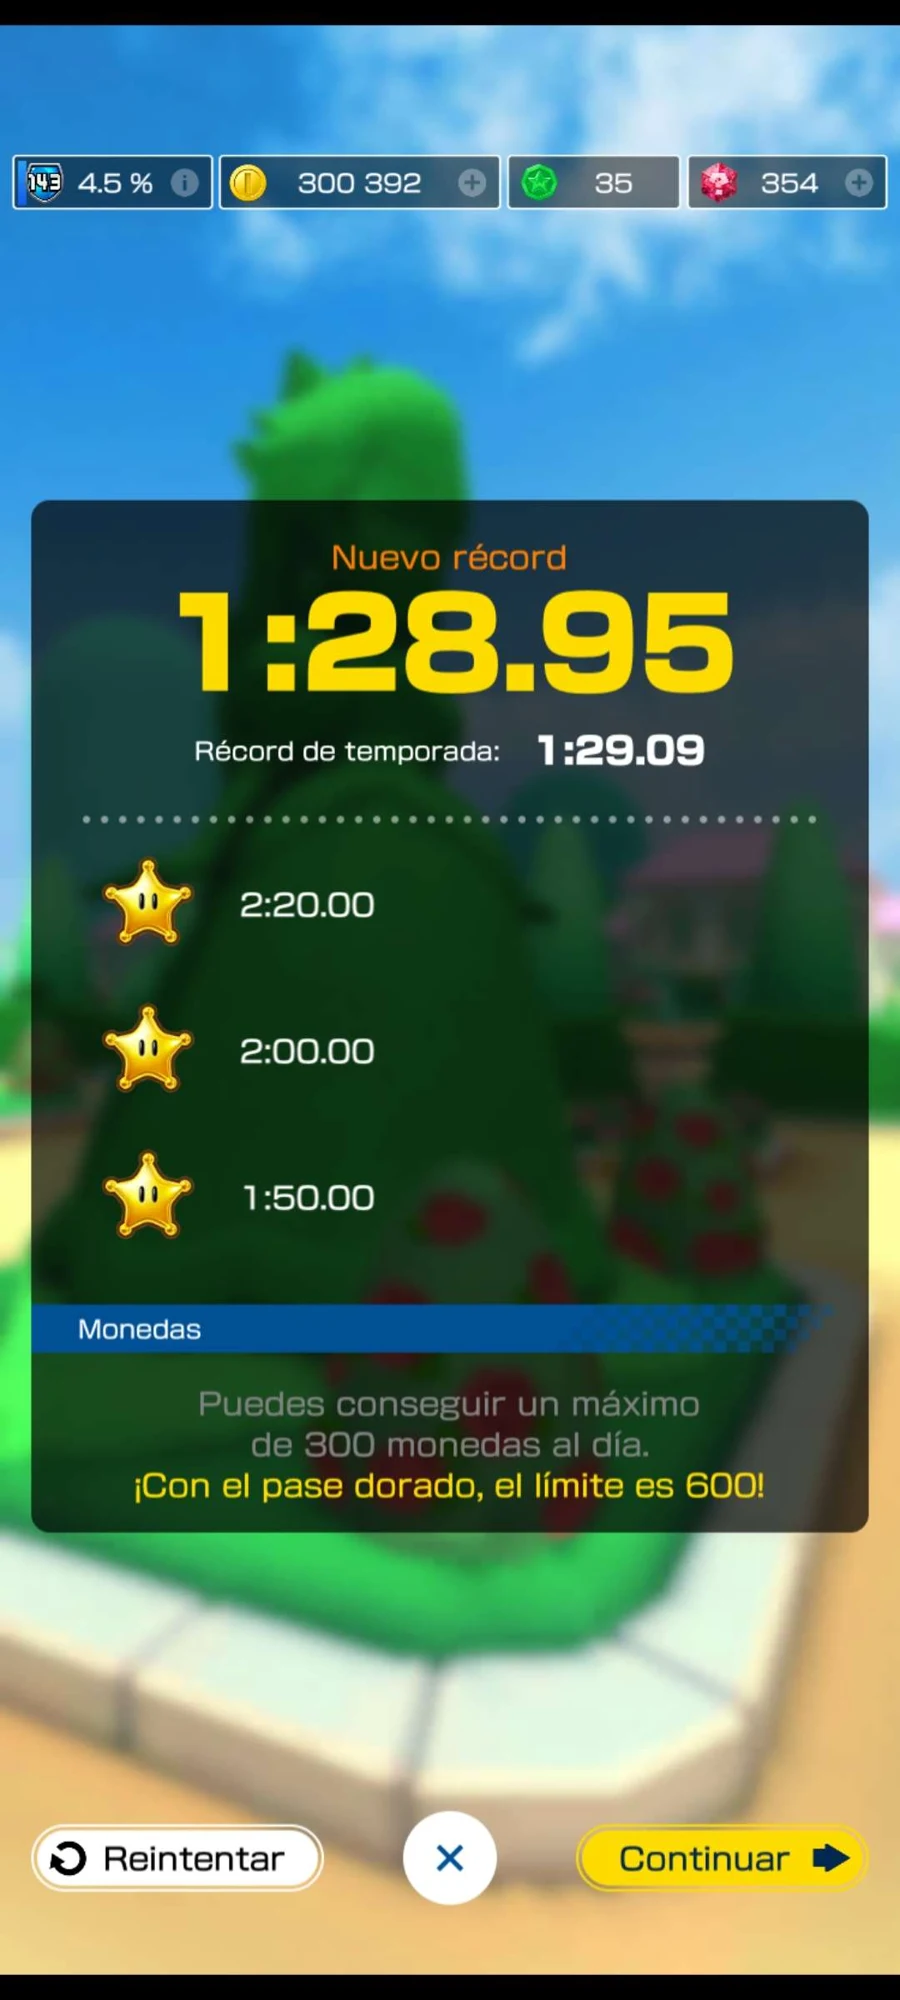 143 4.5 % i 300 392 + 35 354 +
Nuevo récord
1:28.95
Récord de temporada: 1:29.09
2:20.00
2:00.00
1:50.00
Monedas
Puedes conseguir un máximo
de 300 monedas al día.
¡Con el pase dorado, el límite es 600!
Reintentar × Continuar